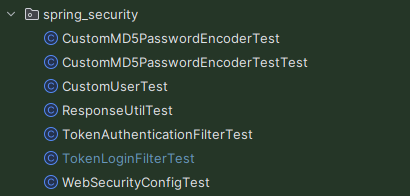 spring_security
CustomMD5PasswordEncoderTest
CustomMD5PasswordEncoderTestTest
CustomUserTest
ResponseUtilTest
TokenAuthenticationFilterTest
TokenLoginFilterTest
WebSecurityConfigTest